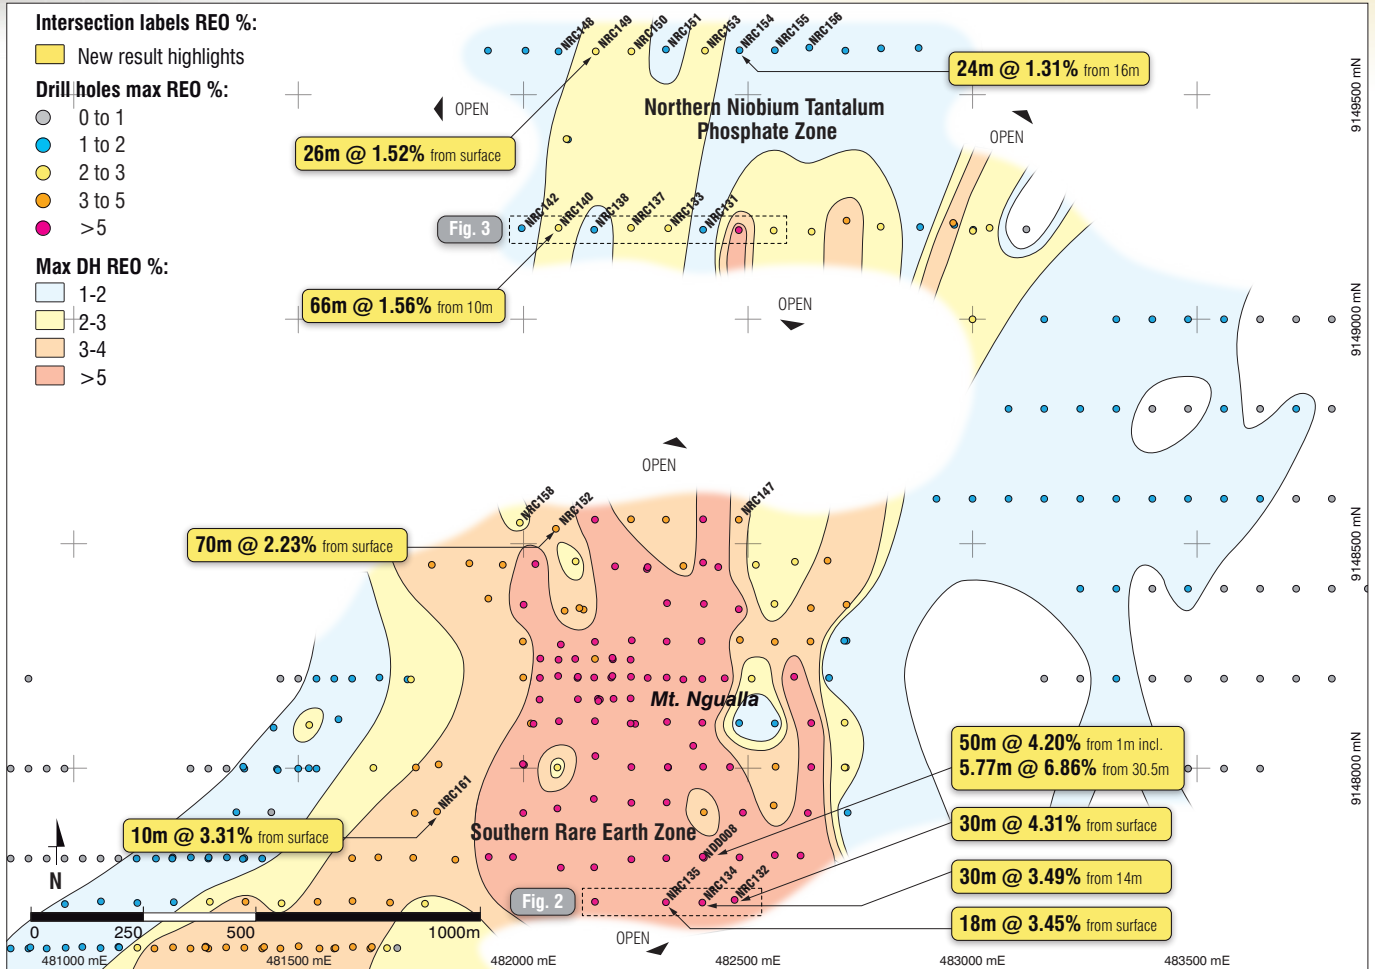 Intersection labels REO %:
New result highlights
Drill holes max REO %:
0 to 1
1 to 2
2 to 3
3 to 5
>5
Max DH REO %:
1-2
2-3
3-4
>5
NRC148
NRC149
NRC150
NRC151
NRC153
NRC154
NRC155
NRC156
24m @ 1.31% from 16m
OPEN
Northern Niobium Tantalum
Phosphate Zone
OPEN
26m @ 1.52% from surface
NRC142
NRC140
NRC138
NRC137
NRC133
NRC131
Fig. 3
66m @ 1.56% from 10m
OPEN
OPEN
NRC158
NRC152
NRC147
70m @ 2.23% from surface
Mt. Ngualla
50m @ 4.20% from 1m incl.
5.77m @ 6.86% from 30.5m
NRC161
10m @ 3.31% from surface
Southern Rare Earth Zone
NDD008
30m @ 4.31% from surface
30m @ 3.49% from 14m
18m @ 3.45% from surface
NRC135
NRC134
NRC132
Fig. 2
OPEN
N
0
250
500
1000m
481000 mE
481500 mE
482000 mE
482500 mE
483000 mE
483500 mE
9149500 mN
9149000 mN
9148500 mN
9148000 mN